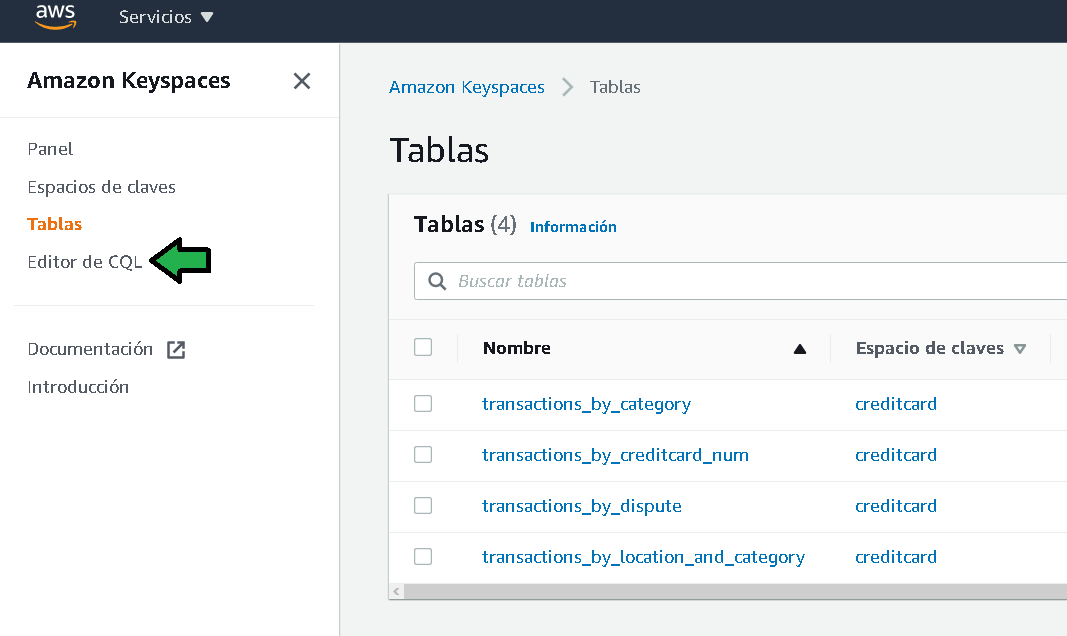 aws Servicios
Amazon Keyspaces
Panel
Espacios de claves
Tablas
Editor de CQL
Documentación
Introducción
Amazon Keyspaces Tablas
Tablas
Tablas (4) Información
Buscar tablas
Nombre Espacio de claves
transactions_by_category creditcard
transactions_by_creditcard_num creditcard
transactions_by_dispute creditcard
transactions_by_location_and_category creditcard